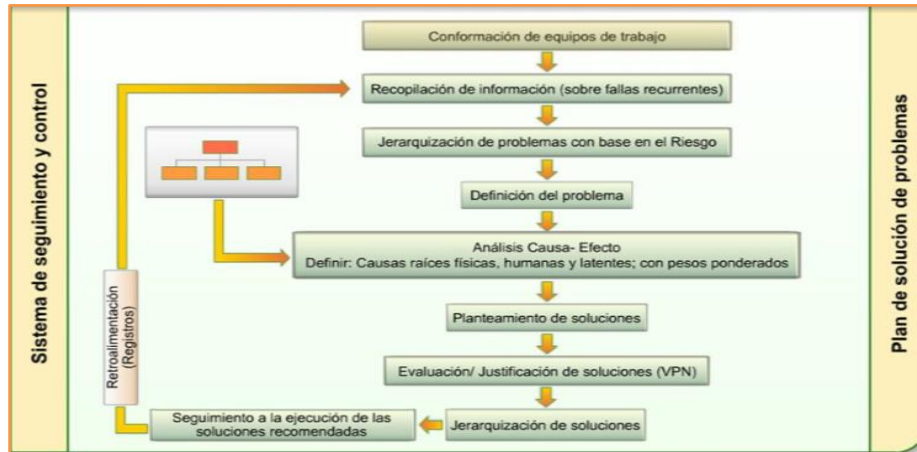 Sistema de seguimiento y control
Conformación de equipos de trabajo
Recopilación de información (sobre fallas recurrentes)
Jerarquización de problemas con base en el Riesgo
Definición del problema
Análisis Causa- Efecto
Definir: Causas raíces físicas, humanas y latentes; con pesos ponderados
Planteamiento de soluciones
Evaluación/ Justificación de soluciones (VPN)
Jerarquización de soluciones
Seguimiento a la ejecución de las
soluciones recomendadas
Retroalimentación
(Registros)
Plan de solución de problemas